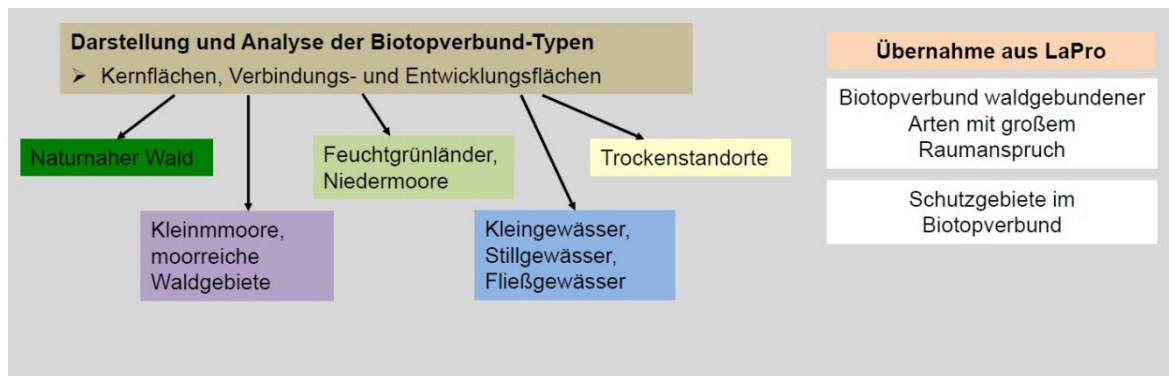 Darstellung und Analyse der Biotopverbund-Typen
➢ Kernflächen, Verbindungs- und Entwicklungsflächen
Naturnaher Wald
Feuchtgrünländer,
Niedermoore
Trockenstandorte
Kleinmmoore,
moorreiche
Waldgebiete
Kleingewässer,
Stillgewässer,
Fließgewässer
Übernahme aus LaPro
Biotopverbund waldgebundener
Arten mit großem
Raumanspruch
Schutzgebiete im
Biotopverbund